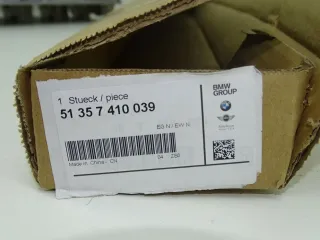 1 Stueck / piece
51 35 7 410 039
BMW
GROUP
Made in China / CN